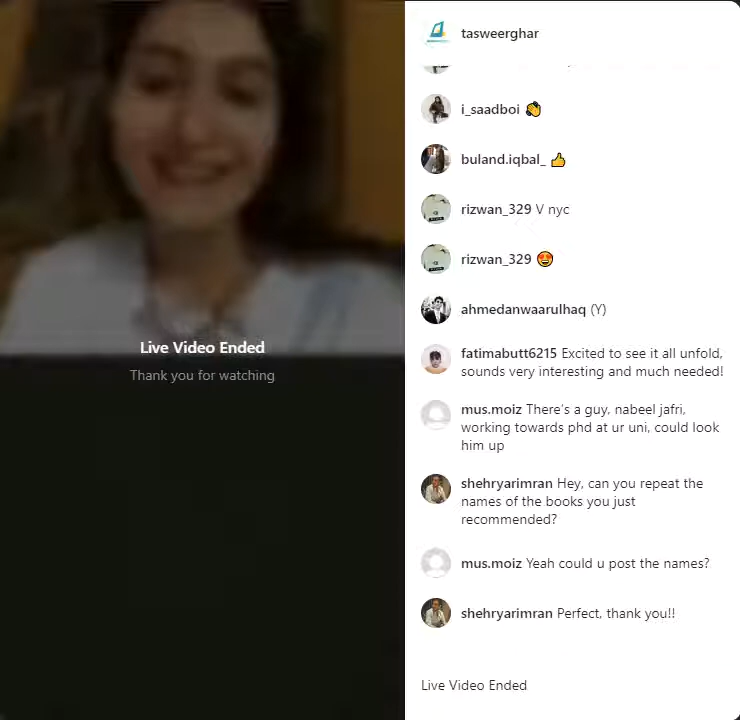 Live Video Ended
Thank you for watching
tasweerghar
i_saadboi 👏
buland.iqbal_ 👍
rizwan_329 V nyc
rizwan_329 😍
ahmedanwaarulhaq (Y)
fatimabutt6215 Excited to see it all unfold,
sounds very interesting and much needed!
mus.moiz There's a guy, nabeel jafri,
working towards phd at ur uni, could look
him up
shehryarimran Hey, can you repeat the
names of the books you just
recommended?
mus.moiz Yeah could u post the names?
shehryarimran Perfect, thank you!!
Live Video Ended